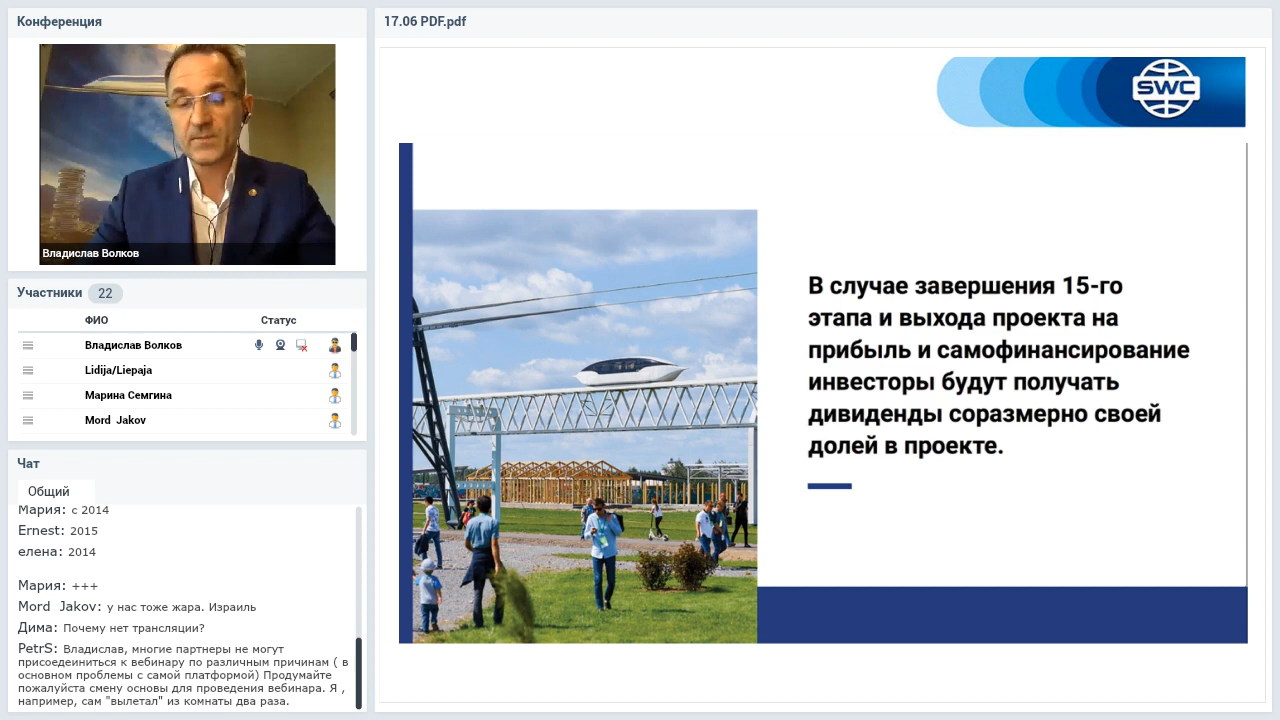 Конференция
Владислав Волков
Участники 22
ФИО Статус
Владислав Волков
Lidija/Liepaja
Марина Семгина
Mord Jakov
Чат
Общий
Мария: с 2014
Ernest: 2015
елена: 2014
Мария: +++
Mord Jakov: у нас тоже жара. Израиль
Дима: Почему нет трансляции?
PetrS: Владислав, многие партнеры не могут
присоедеиниться к вебинару по различным причинам ( в
основном проблемы с самой платформой) Продумайте
пожалуйста смену основы для проведения вебинара. Я ,
например, сам "вылетал" из комнаты два раза.
17.06 PDF.pdf
SWC
В случае завершения 15-го
этапа и выхода проекта на
прибыль и самофинансирование
инвесторы будут получать
дивиденды соразмерно своей
долей в проекте.